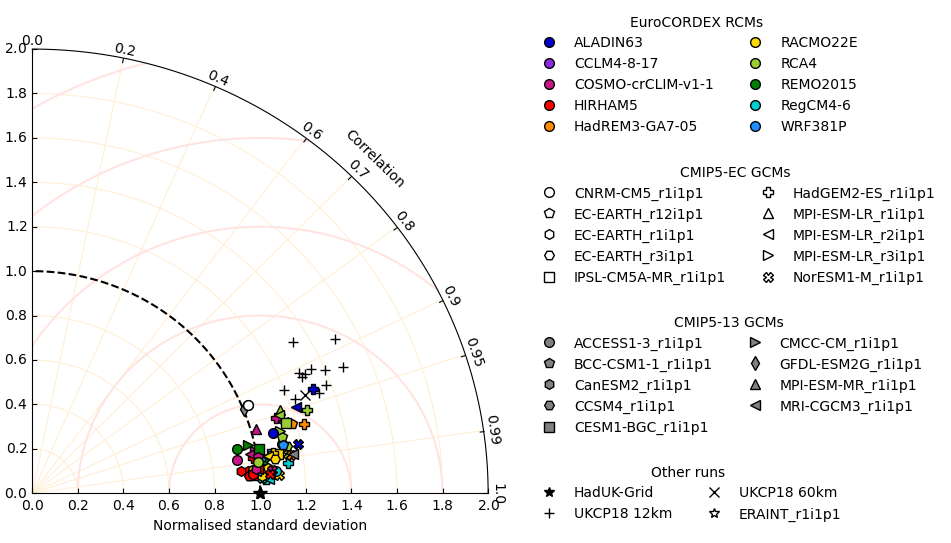 0.0
0.2
0.4
0.6
0.7
0.8
0.9
0.95
0.99
1.0
Correlation
2.0
1.8
1.6
1.4
1.2
1.0
0.8
0.6
0.4
0.2
0.0
0.0 0.2 0.4 0.6 0.8 1.0 1.2 1.4 1.6 1.8 2.0
Normalised standard deviation
EuroCORDEX RCMs
ALADIN63 RACMO22E
CCLM4-8-17 RCA4
COSMO-crCLIM-v1-1 REMO2015
HIRHAM5 RegCM4-6
HadREM3-GA7-05 WRF381P
CMIP5-EC GCMs
CNRM-CM5_r1i1p1 HadGEM2-ES_r1i1p1
EC-EARTH_r12i1p1 MPI-ESM-LR_r1i1p1
EC-EARTH_r1i1p1 MPI-ESM-LR_r2i1p1
EC-EARTH_r3i1p1 MPI-ESM-LR_r3i1p1
IPSL-CM5A-MR_r1i1p1 NorESM1-M_r1i1p1
CMIP5-13 GCMs
ACCESS1-3_r1i1p1 CMCC-CM_r1i1p1
BCC-CSM1-1_r1i1p1 GFDL-ESM2G_r1i1p1
CanESM2_r1i1p1 MPI-ESM-MR_r1i1p1
CCSM4_r1i1p1 MRI-CGCM3_r1i1p1
CESM1-BGC_r1i1p1
Other runs
HadUK-Grid UKCP18 60km
UKCP18 12km ERAINT_r1i1p1